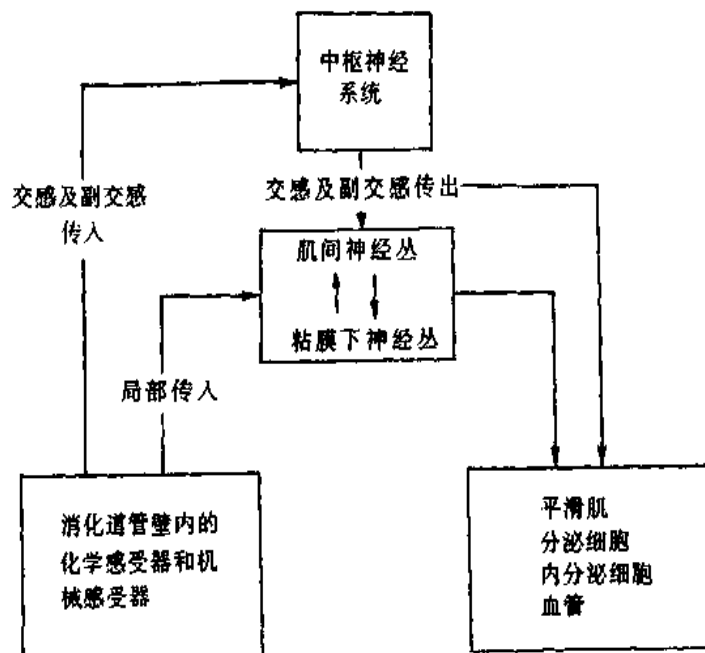 中枢神经
系统
交感及副交感
传入
交感及副交感传出
肌间神经丛
粘膜下神经丛
局部传入
消化道管壁内的
化学感受器和机
械感受器
平滑肌
分泌细胞
内分泌细胞
血管